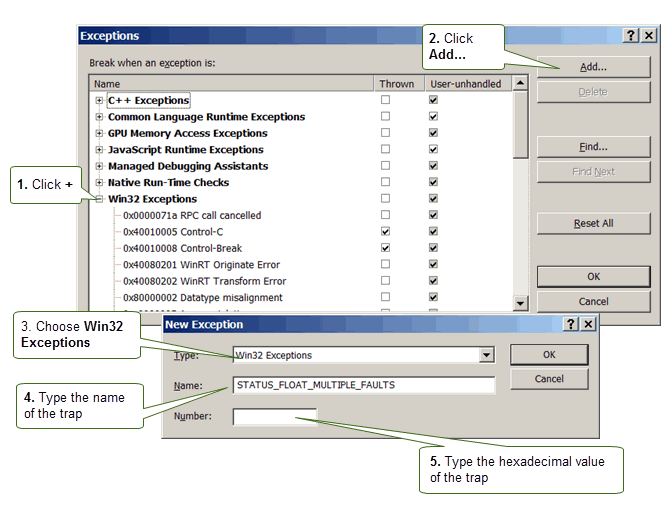 Exceptions
2. Click
Add...
Break when an exception is:
Name Thrown User-unhandled
Add...
Delete
C++ Exceptions
Common Language Runtime Exceptions
GPU Memory Access Exceptions
JavaScript Runtime Exceptions
Managed Debugging Assistants
Native Run-Time Checks
Win32 Exceptions
0x0000071a RPC call cancelled
0x40010005 Control-C
0x40010008 Control-Break
0x40080201 WinRT Originate Error
0x40080202 WinRT Transform Error
0x80000002 Datatype misalignment
Find...
Find Next
Reset All
OK
Cancel
1. Click +
3. Choose Win32
Exceptions
New Exception
Type: Win32 Exceptions
OK
Name: STATUS_FLOAT_MULTIPLE_FAULTS
Cancel
Number:
4. Type the name
of the trap
5. Type the hexadecimal value
of the trap